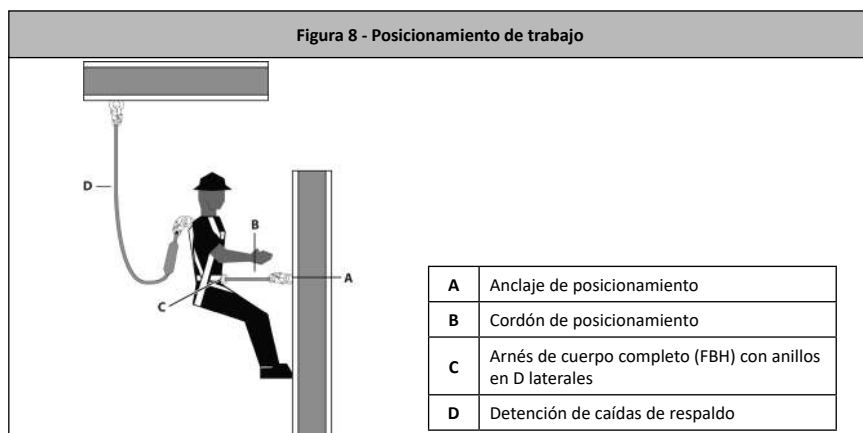 Figura 8 - Posicionamiento de trabajo
D
B
A
C
A Anclaje de posicionamiento
B Cordón de posicionamiento
C Arnés de cuerpo completo (FBH) con anillos
en D laterales
D Detención de caídas de respaldo